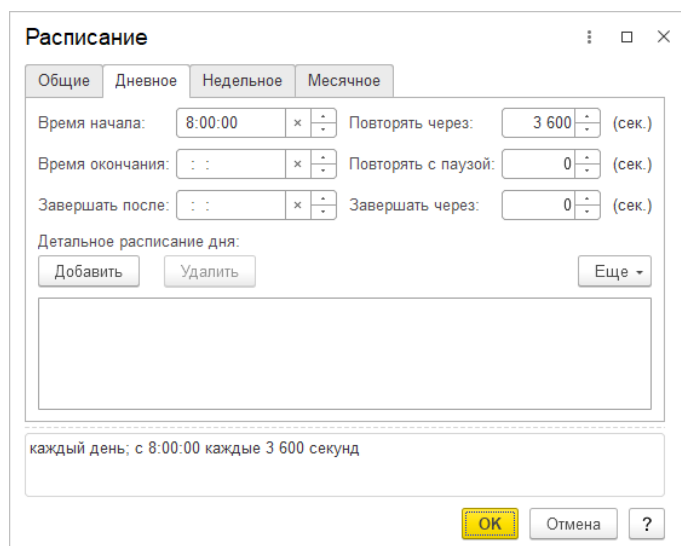 Расписание
Общие Дневное Недельное Месячное
Время начала: 8:00:00 × Повторять через: 3 600 (сек.)
Время окончания: : : × Повторять с паузой: 0 (сек.)
Завершать после: : : × Завершать через: 0 (сек.)
Детальное расписание дня:
Добавить Удалить Еще
каждый день; с 8:00:00 каждые 3 600 секунд
OK Отмена ?